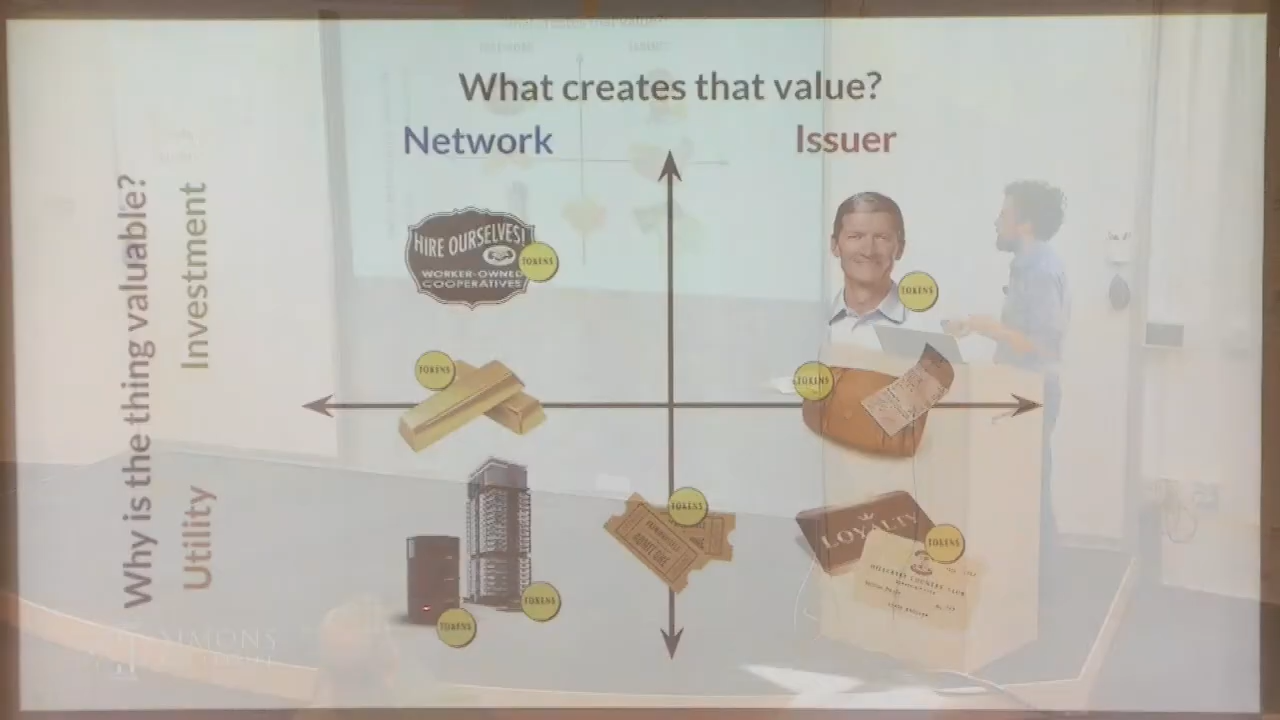 What creates that value?
Network
Issuer
Why is the thing valuable?
Investment
Utility
HIRE OURSELVES!
WORKER-OWNED
COOPERATIVES
TOKENS
TOKENS
TOKENS
TOKENS
TOKENS
ADMIT ONE
LOYALTY
TOKENS
TOKENS
TOKENS
SIMONS